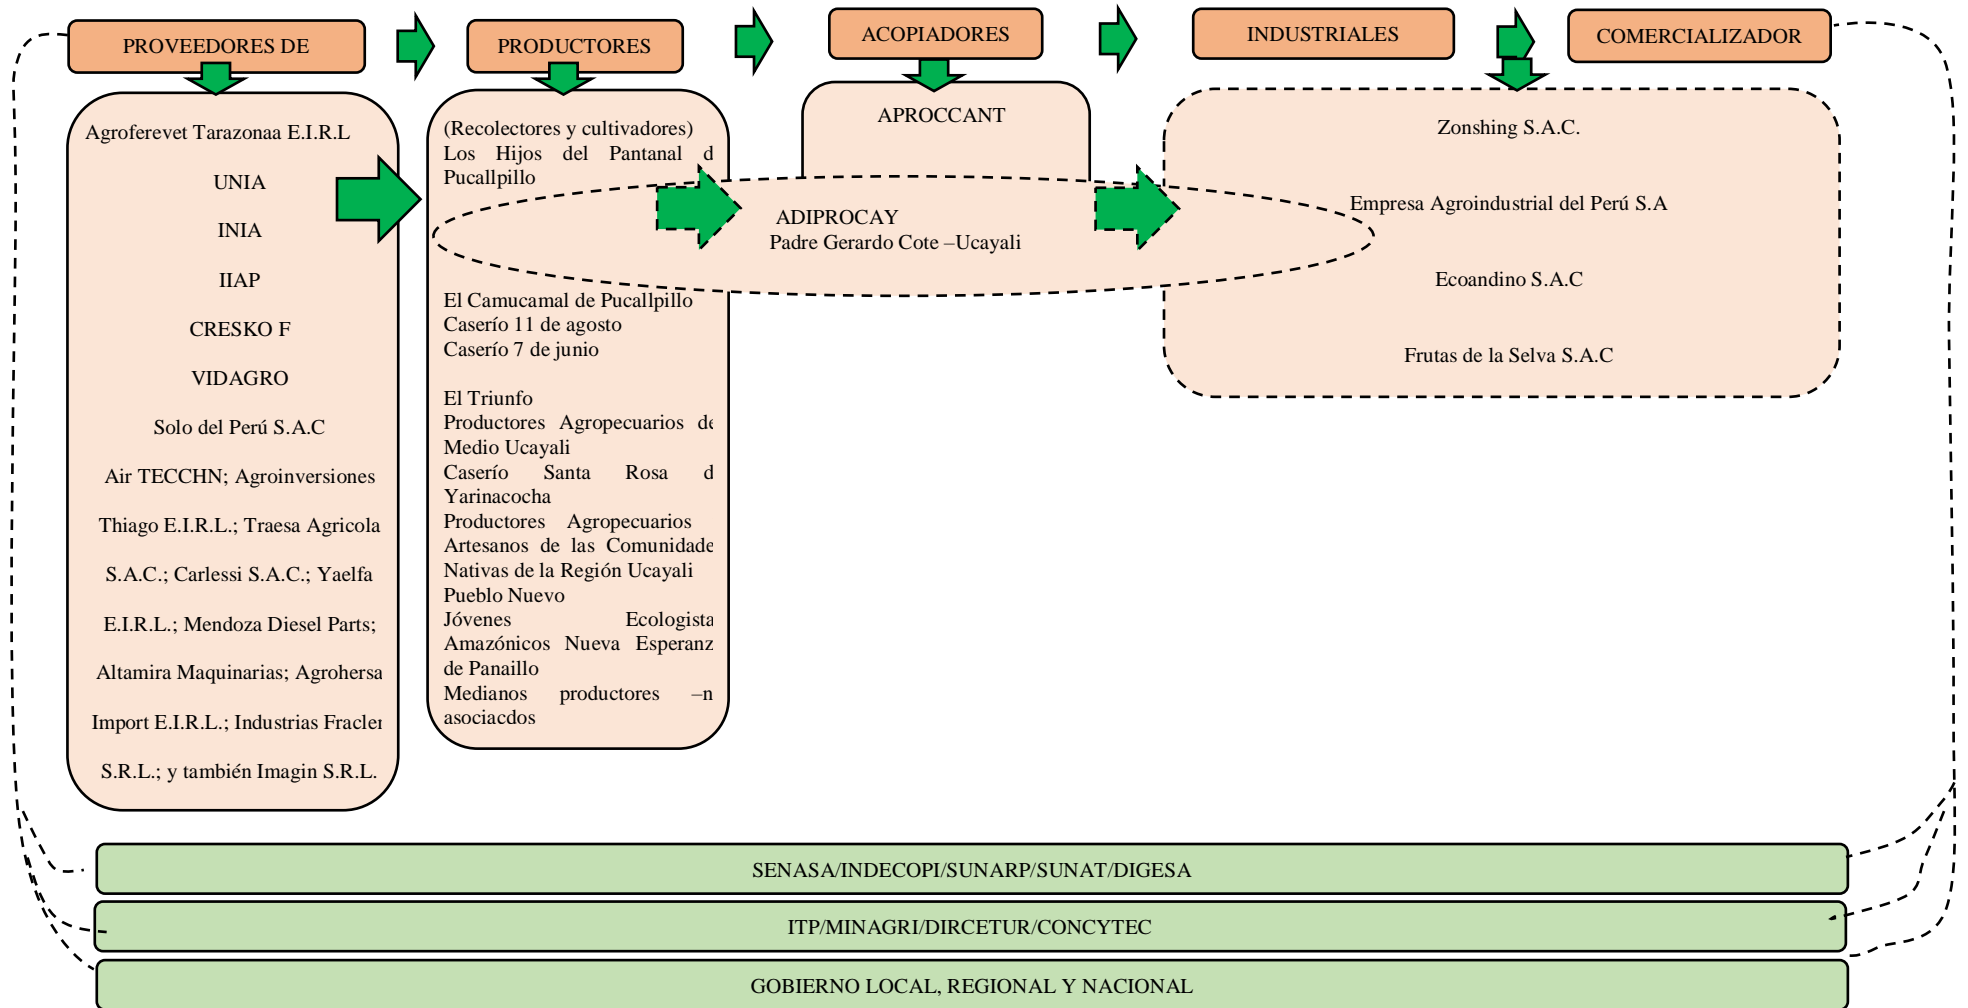 PROVEEDORES DE
PRODUCTORES
ACOPIADORES
INDUSTRIALES
COMERCIALIZADOR
Agroferevet Tarazonaa E.I.R.L
UNIA
INIA
IIAP
CRESKO F
VIDAGRO
Solo del Perú S.A.C
Air TECCHN; Agroinversiones
Thiago E.I.R.L.; Traesa Agricola
S.A.C.; Carlessi S.A.C.; Yaelfa
E.I.R.L.; Mendoza Diesel Parts;
Altamira Maquinarias; Agrohersa
Import E.I.R.L.; Industrias Fracler
S.R.L.; y también Imagin S.R.L.
(Recolectores y cultivadores)
Los Hijos del Pantanal d
Pucallpillo
El Camucamal de Pucallpillo
Caserío 11 de agosto
Caserío 7 de junio
El Triunfo
Productores Agropecuarios de
Medio Ucayali
Caserío Santa Rosa d
Yarinacocha
Productores Agropecuarios
Artesanos de las Comunidade
Nativas de la Región Ucayali
Pueblo Nuevo
Jóvenes Ecologista
Amazónicos Nueva Esperanz
de Panaillo
Medianos productores –n
asociacdos
APROCCANT
ADIPROCAY
Padre Gerardo Cote –Ucayali
Zonshing S.A.C.
Empresa Agroindustrial del Perú S.A
Ecoandino S.A.C
Frutas de la Selva S.A.C
SENASA/INDECOPI/SUNARP/SUNAT/DIGESA
ITP/MINAGRI/DIRCETUR/CONCYTEC
GOBIERNO LOCAL, REGIONAL Y NACIONAL